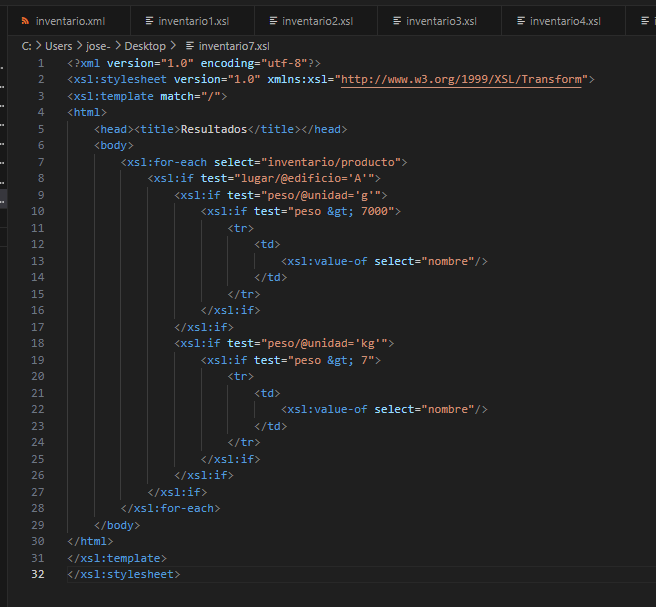 inventario.xml inventario1.xsl inventario2.xsl inventario3.xsl inventario4.xsl
C: > Users > jose- > Desktop > inventario7.xsl
1 <?xml version="1.0" encoding="utf-8"?>
2 <xsl:stylesheet version="1.0" xmlns:xsl="http://www.w3.org/1999/XSL/Transform">
3 <xsl:template match="/">
4 <html>
5     <head><title>Resultados</title></head>
6     <body>
7         <xsl:for-each select="inventario/producto">
8             <xsl:if test="lugar/@edificio='A'">
9                 <xsl:if test="peso/@unidad='g'">
10                     <xsl:if test="peso &gt; 7000">
11                         <tr>
12                             <td>
13                                 <xsl:value-of select="nombre"/>
14                             </td>
15                         </tr>
16                     </xsl:if>
17                 </xsl:if>
18                 <xsl:if test="peso/@unidad='kg'">
19                     <xsl:if test="peso &gt; 7">
20                         <tr>
21                             <td>
22                                 <xsl:value-of select="nombre"/>
23                             </td>
24                         </tr>
25                     </xsl:if>
26                 </xsl:if>
27             </xsl:if>
28         </xsl:for-each>
29     </body>
30 </html>
31 </xsl:template>
32 </xsl:stylesheet>